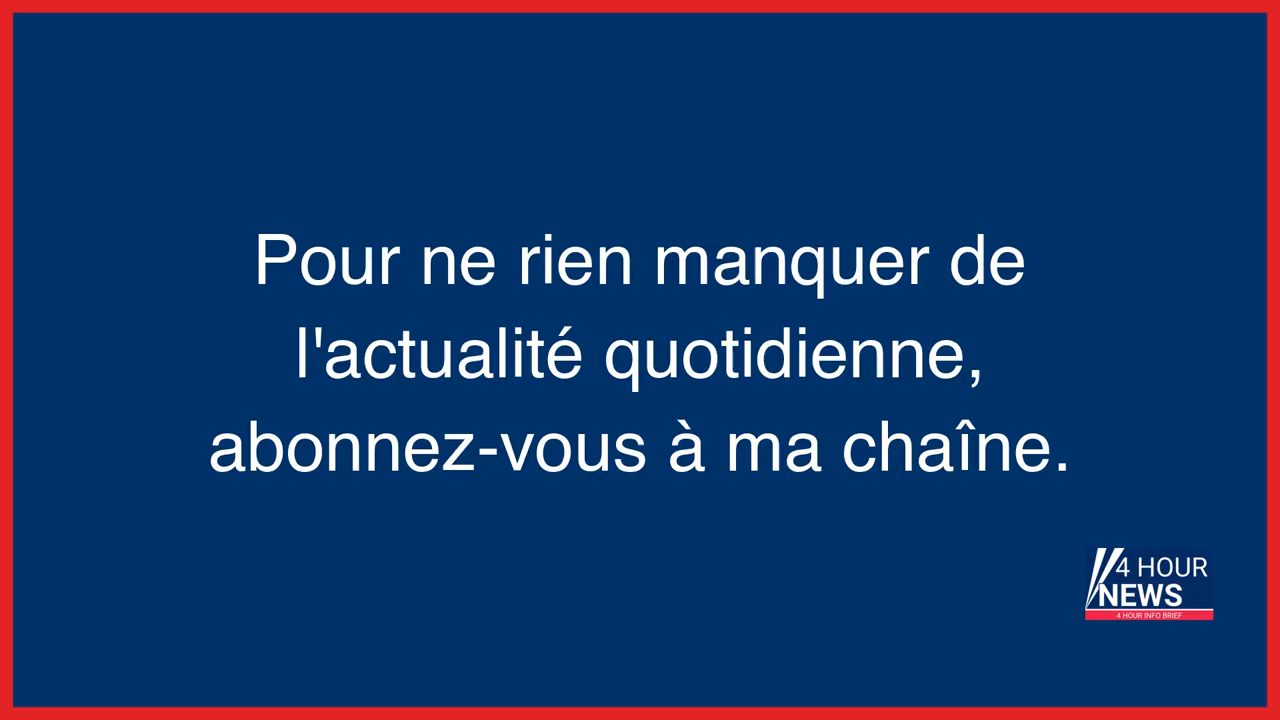 Pour ne rien manquer de
l'actualité quotidienne,
abonnez-vous à ma chaîne.
4 HOUR
NEWS
4 HOUR INFO BRIEF